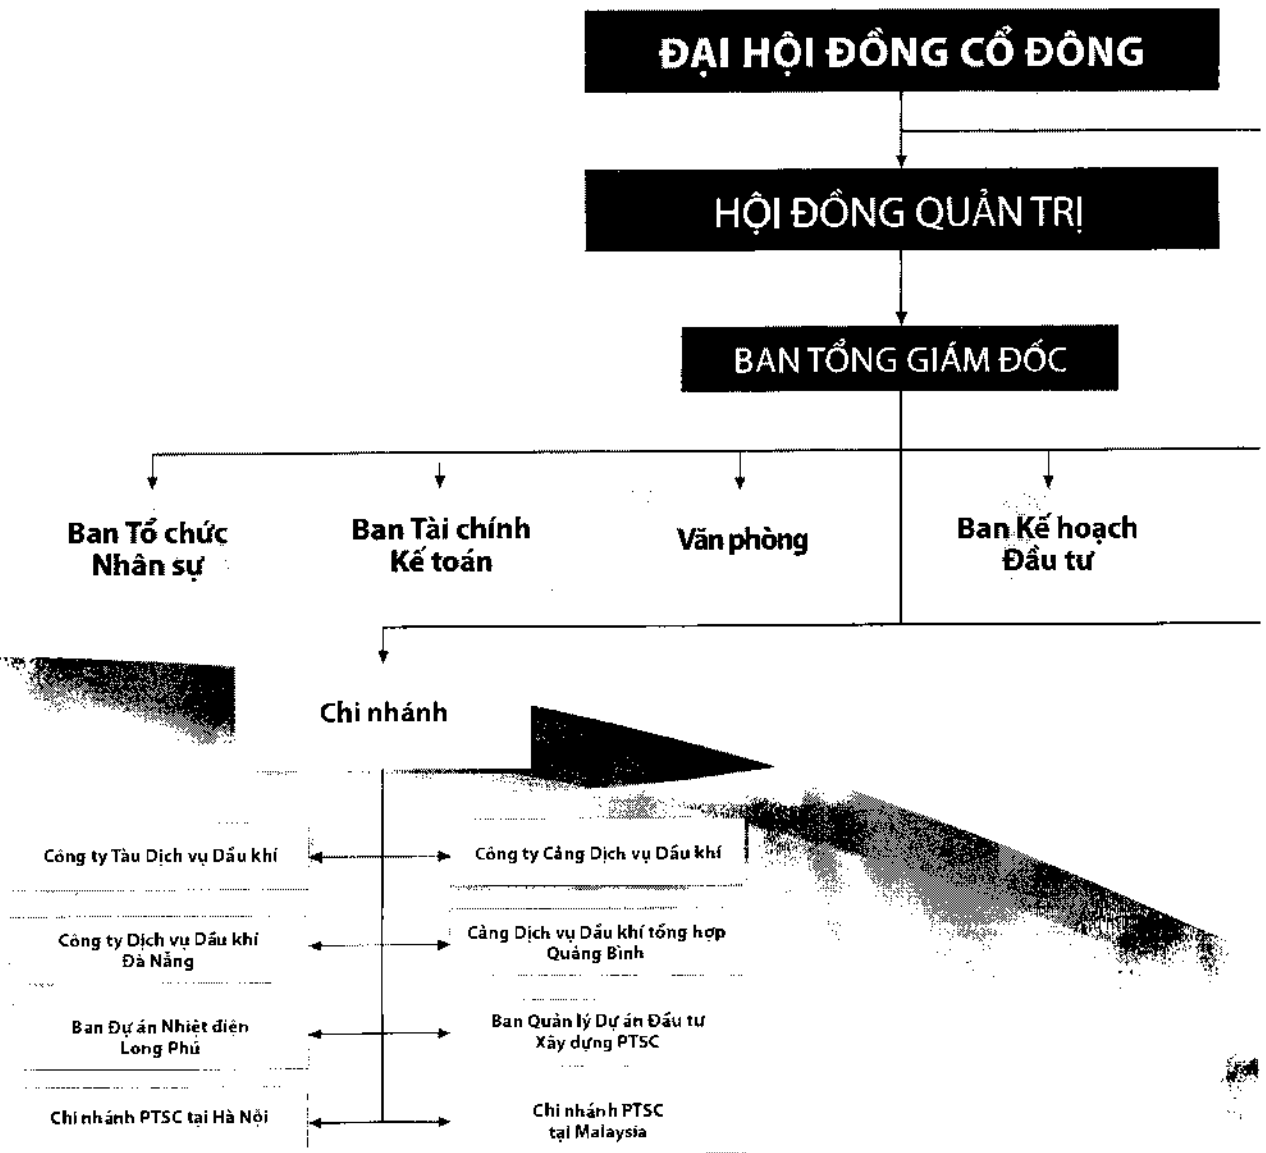 ĐẠI HỘI ĐỒNG CỔ ĐÔNG
HỘI ĐỒNG QUẢN TRỊ
BAN TỔNG GIÁM ĐỐC
Ban Tổ chức
Nhân sự
Ban Tài chính
Kế toán
Văn phòng
Ban Kế hoạch
Đầu tư
Chi nhánh
Công ty Tàu Dịch vụ Dầu khí
Công ty Cảng Dịch vụ Dầu khí
Công ty Dịch vụ Dầu khí
Đà Nẵng
Cảng Dịch vụ Dầu khí tổng hợp
Quảng Bình
Ban Dự án Nhiệt điện
Long Phú
Ban Quản lý Dự án Đầu tư
Xây dựng PTSC
Chi nhánh PTSC tại Hà Nội
Chi nhánh PTSC
tại Malaysia